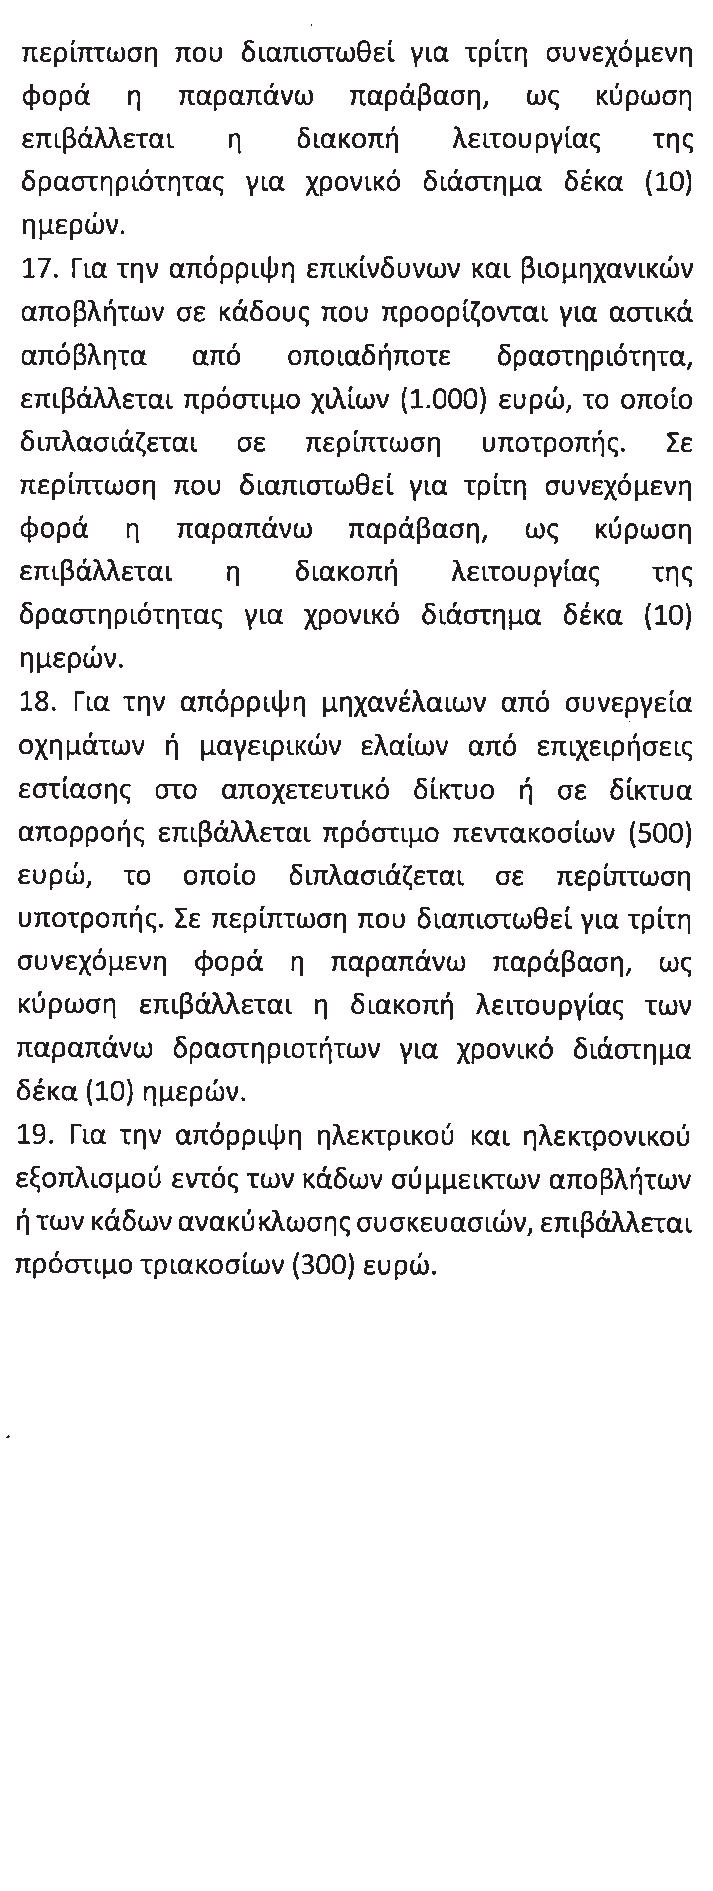 περίπτωση που διαπιστωθεί για τρίτη συνεχόμενη
φορά η παραπάνω παράβαση, ως κύρωση
επιβάλλεται η διακοπή λειτουργίας της
δραστηριότητας για χρονικό διάστημα δέκα (10)
ημερών.
17. Για την απόρριψη επικίνδυνων και βιομηχανικών
αποβλήτων σε κάδους που προορίζονται για αστικά
απόβλητα από οποιαδήποτε δραστηριότητα,
επιβάλλεται πρόστιμο χιλίων (1.000) ευρώ, το οποίο
διπλασιάζεται σε περίπτωση υποτροπής. Σε
περίπτωση που διαπιστωθεί για τρίτη συνεχόμενη
φορά η παραπάνω παράβαση, ως κύρωση
επιβάλλεται η διακοπή λειτουργίας της
δραστηριότητας για χρονικό διάστημα δέκα (10)
ημερών.
18. Για την απόρριψη μηχανέλαιων από συνεργεία
οχημάτων ή μαγειρικών ελαίων από επιχειρήσεις
εστίασης στο αποχετευτικό δίκτυο ή σε δίκτυα
απορροής επιβάλλεται πρόστιμο πεντακοσίων (500)
ευρώ, το οποίο διπλασιάζεται σε περίπτωση
υποτροπής. Σε περίπτωση που διαπιστωθεί για τρίτη
συνεχόμενη φορά η παραπάνω παράβαση, ως
κύρωση επιβάλλεται η διακοπή λειτουργίας των
παραπάνω δραστηριοτήτων για χρονικό διάστημα
δέκα (10) ημερών.
19. Για την απόρριψη ηλεκτρικού και ηλεκτρονικού
εξοπλισμού εντός των κάδων σύμμεικτων αποβλήτων
ή των κάδων ανακύκλωσης συσκευασιών, επιβάλλεται
πρόστιμο τριακοσίων (300) ευρώ.